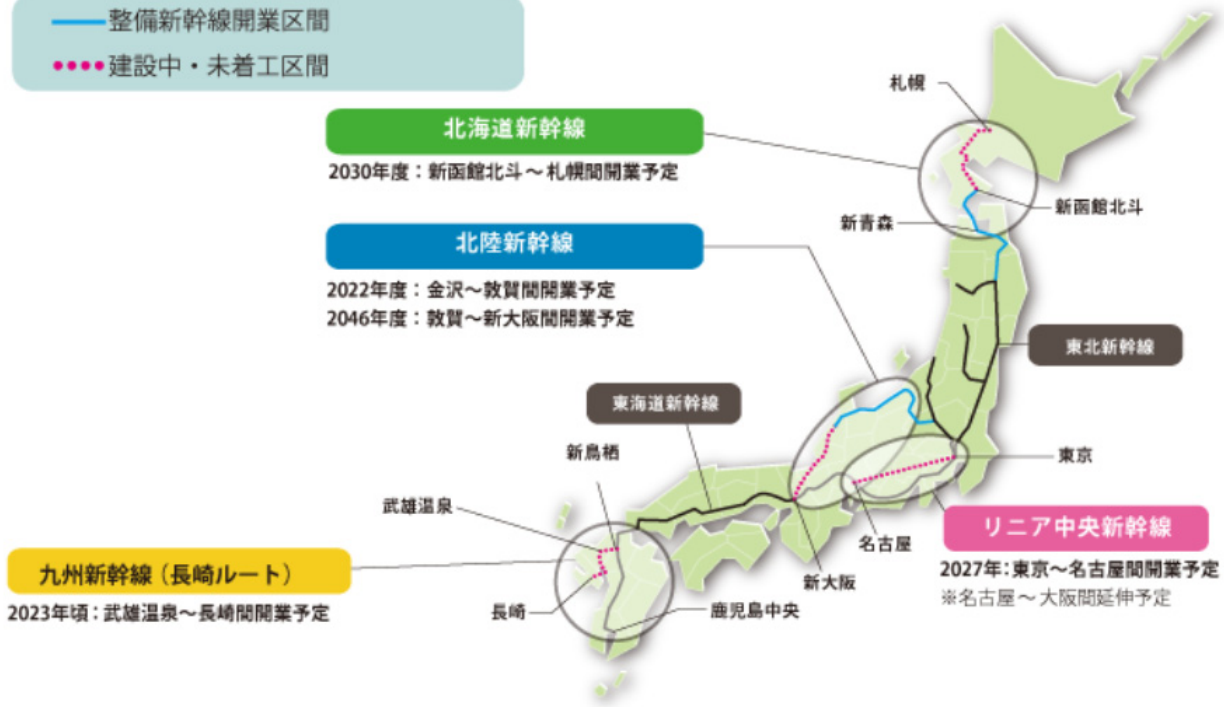 整備新幹線開業区間
建設中・未着工区間
札幌
北海道新幹線
2030年度：新函館北斗～札幌間開業予定
新函館北斗
新青森
北陸新幹線
2022年度：金沢～敦賀間開業予定
2046年度：敦賀～新大阪間開業予定
東北新幹線
東海道新幹線
新鳥栖
東京
武雄温泉
リニア中央新幹線
名古屋
2027年：東京～名古屋間開業予定
※名古屋～大阪間延伸予定
九州新幹線（長崎ルート）
新大阪
2023年頃：武雄温泉～長崎間開業予定
長崎
鹿児島中央